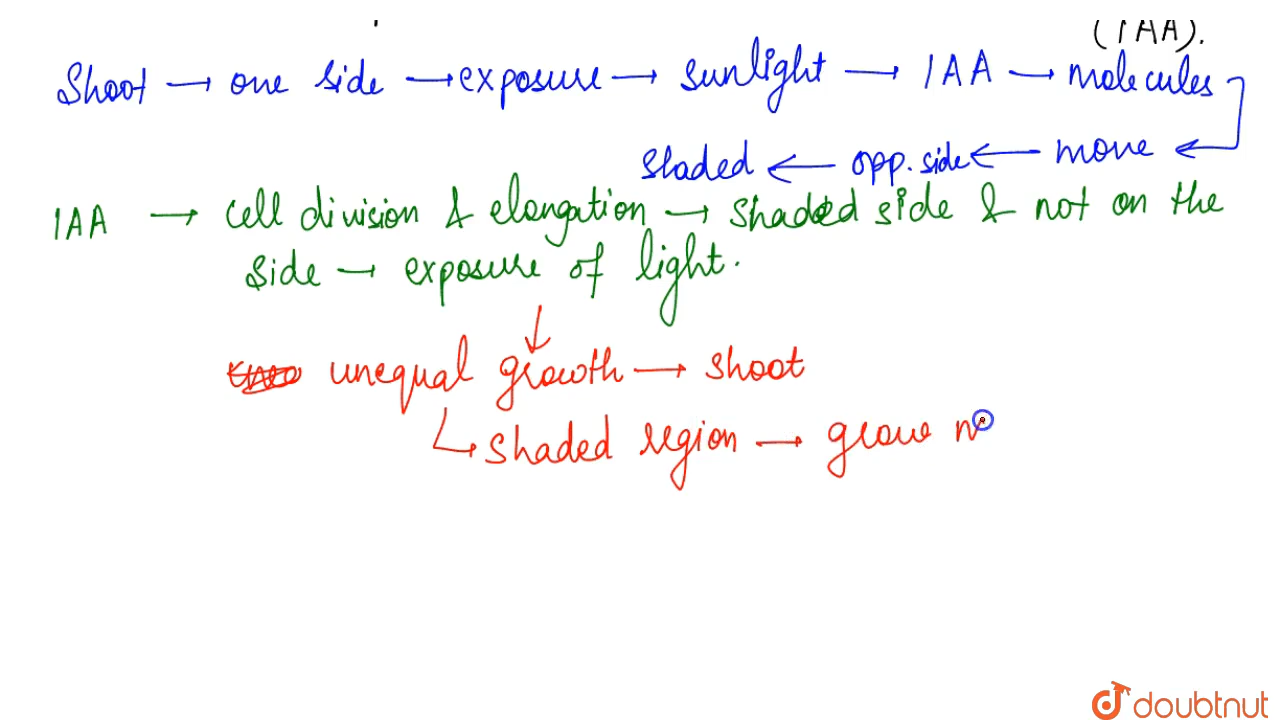 (IAA).
Shoot → one side → exposure → sunlight → IAA → molecules
shaded ← opp. side ← move ←
IAA → cell division & elongation → shaded side & not on the
side → exposure of light.
↓
unequal growth → shoot
↳ shaded region → grow
doubtnut